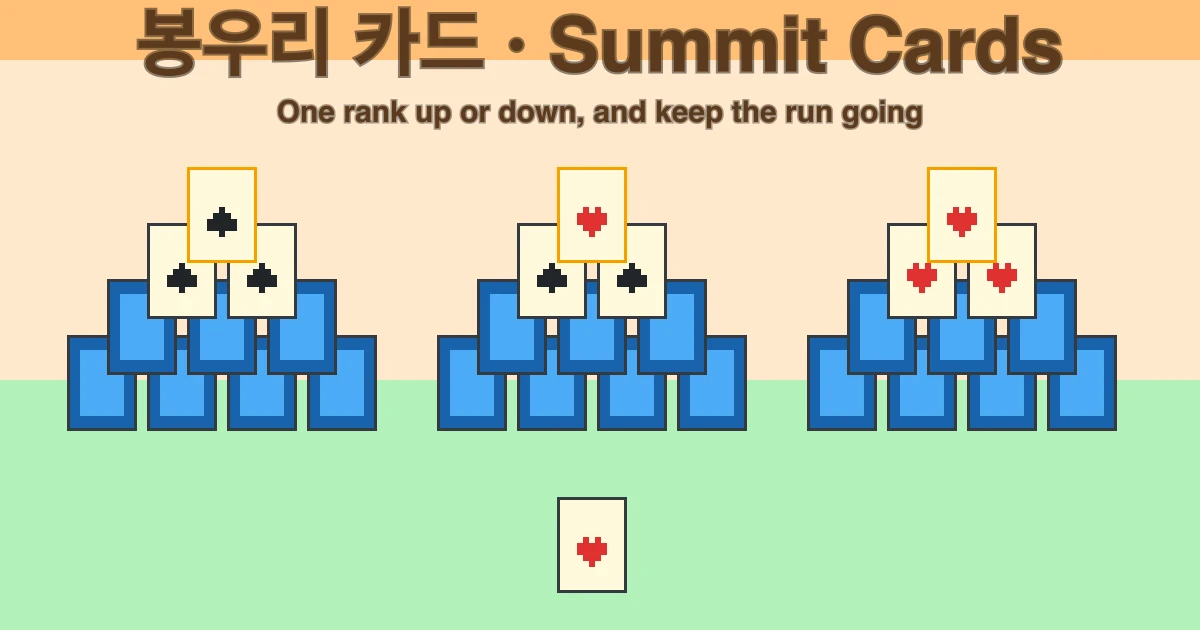 봉우리 카드 · Summit Cards
One rank up or down, and keep the run going